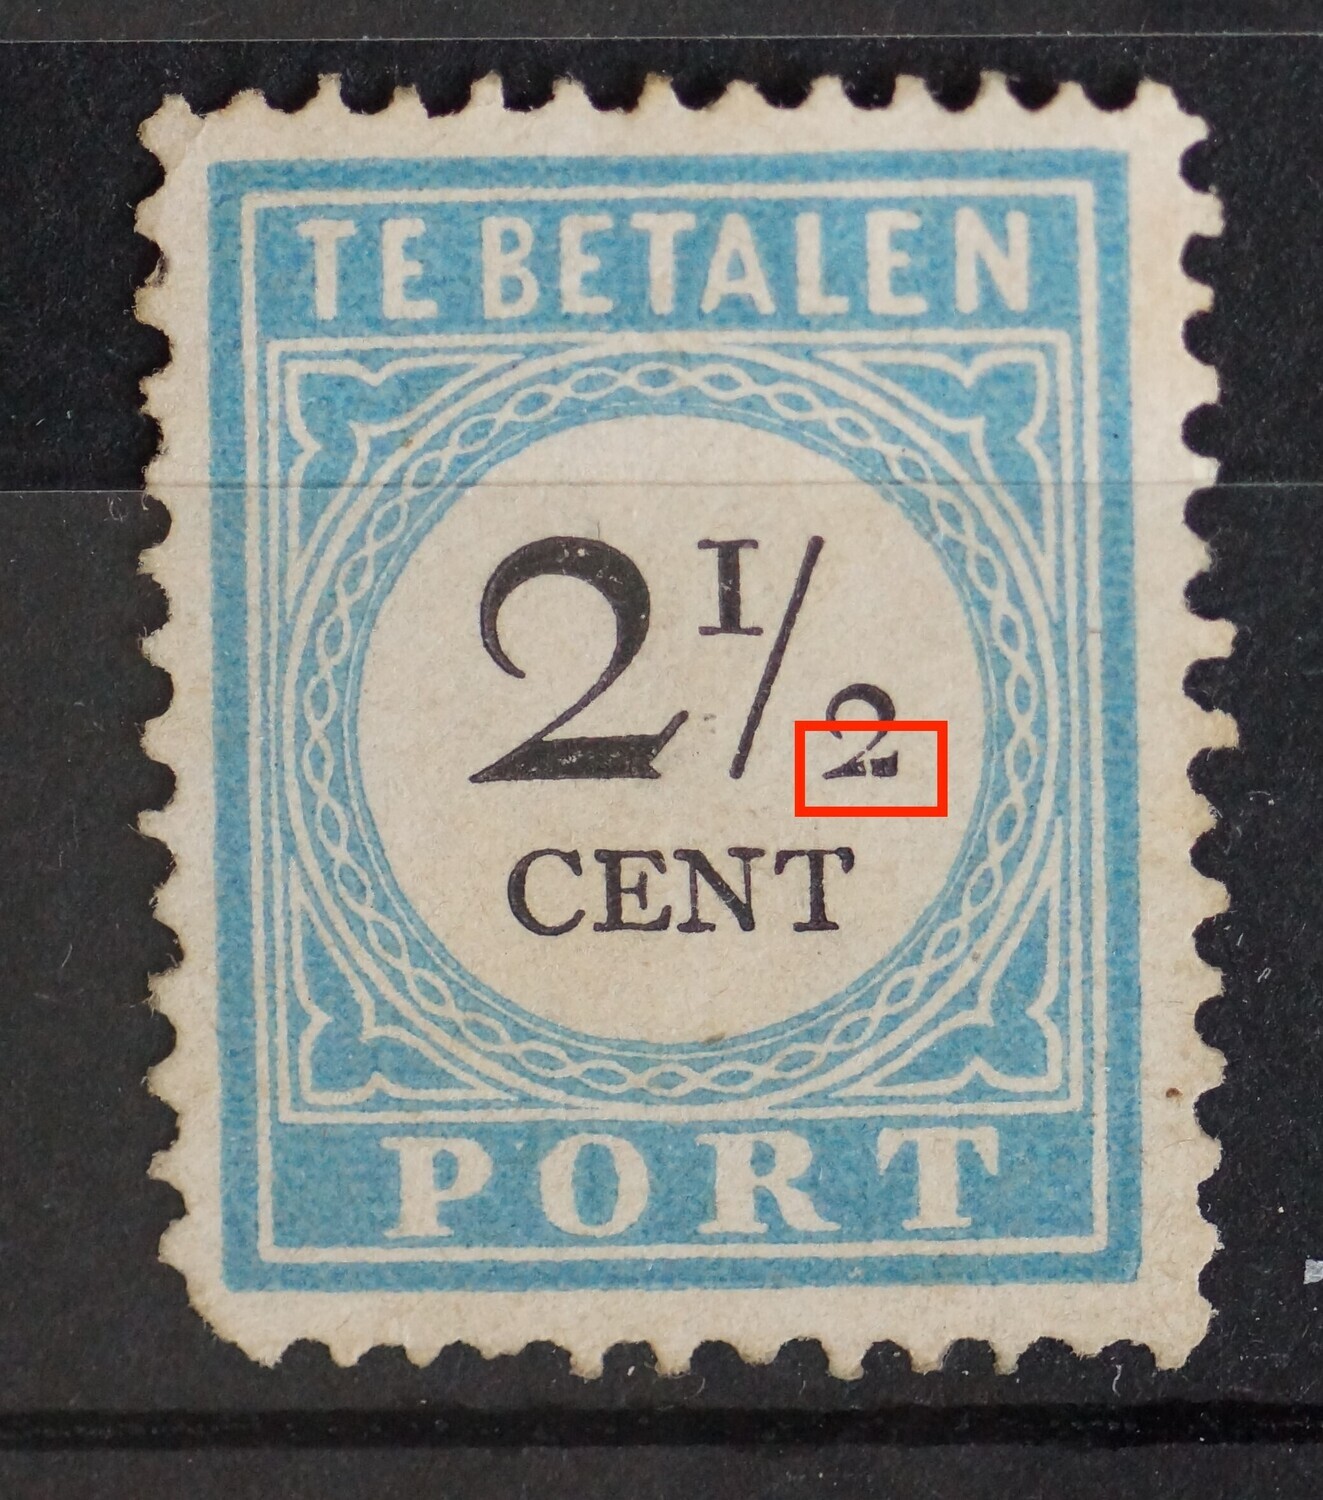 TE BETALEN
2 1/2
CENT
PORT